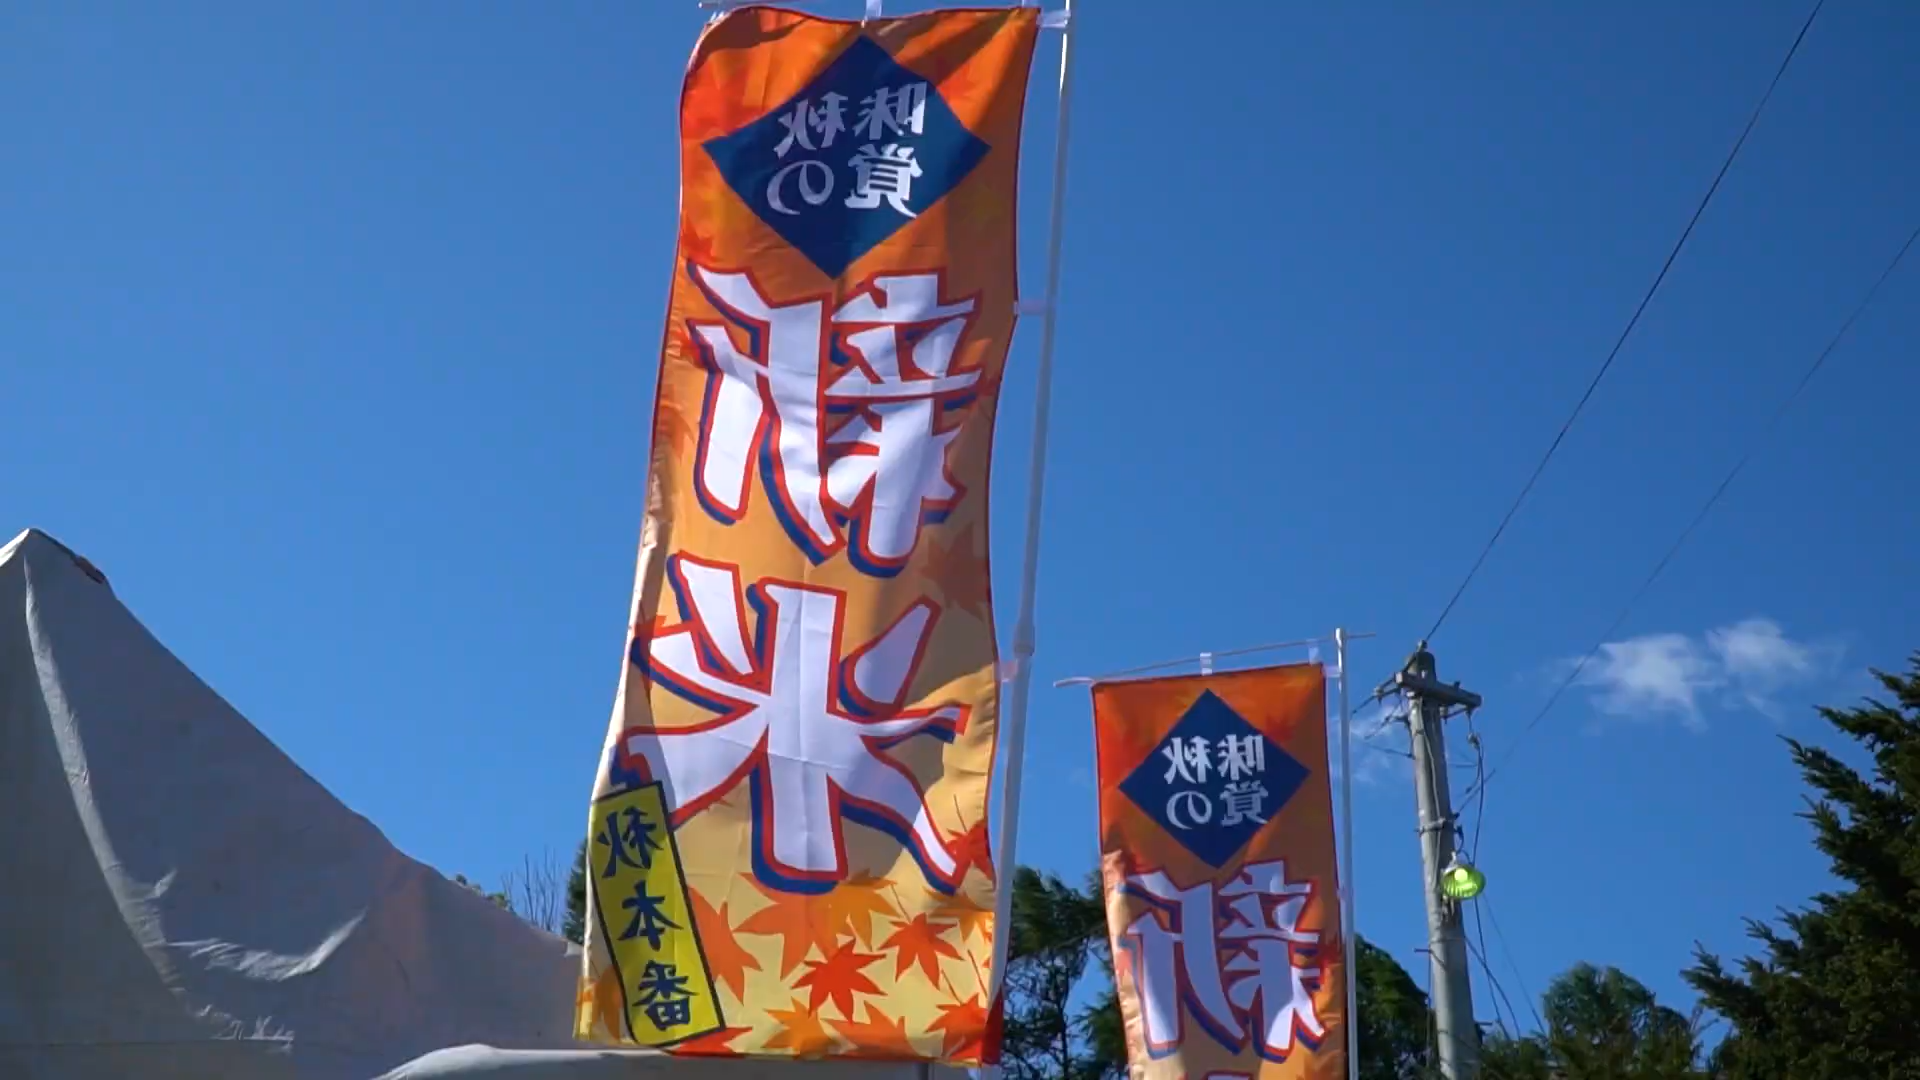 秋の
味覚
新米
秋本番
秋の
味覚
新